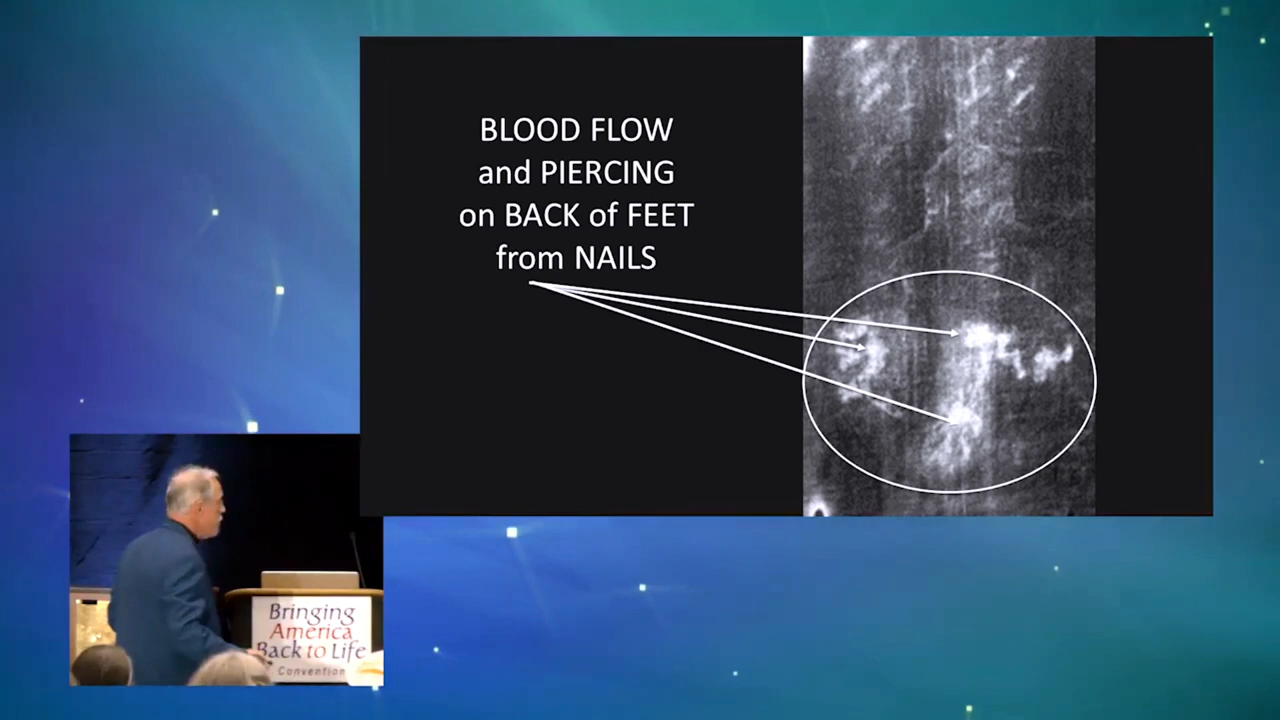 BLOOD FLOW
and PIERCING
on BACK of FEET
from NAILS
Bringing
America
Back to Life
Convention